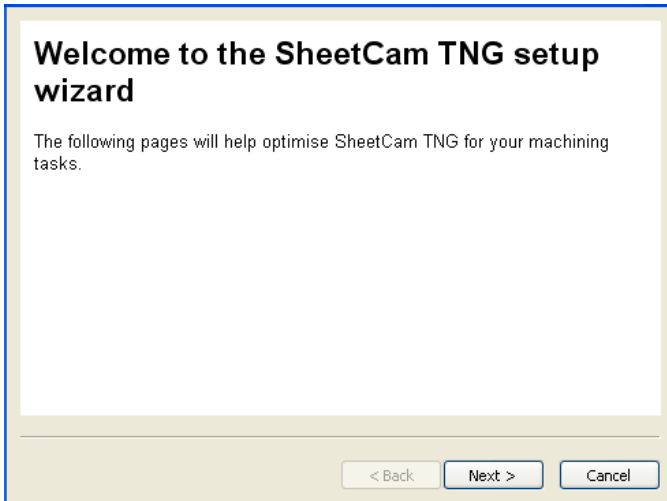 Welcome to the SheetCam TNG setup
wizard
The following pages will help optimise SheetCam TNG for your machining
tasks.
< Back
Next >
Cancel